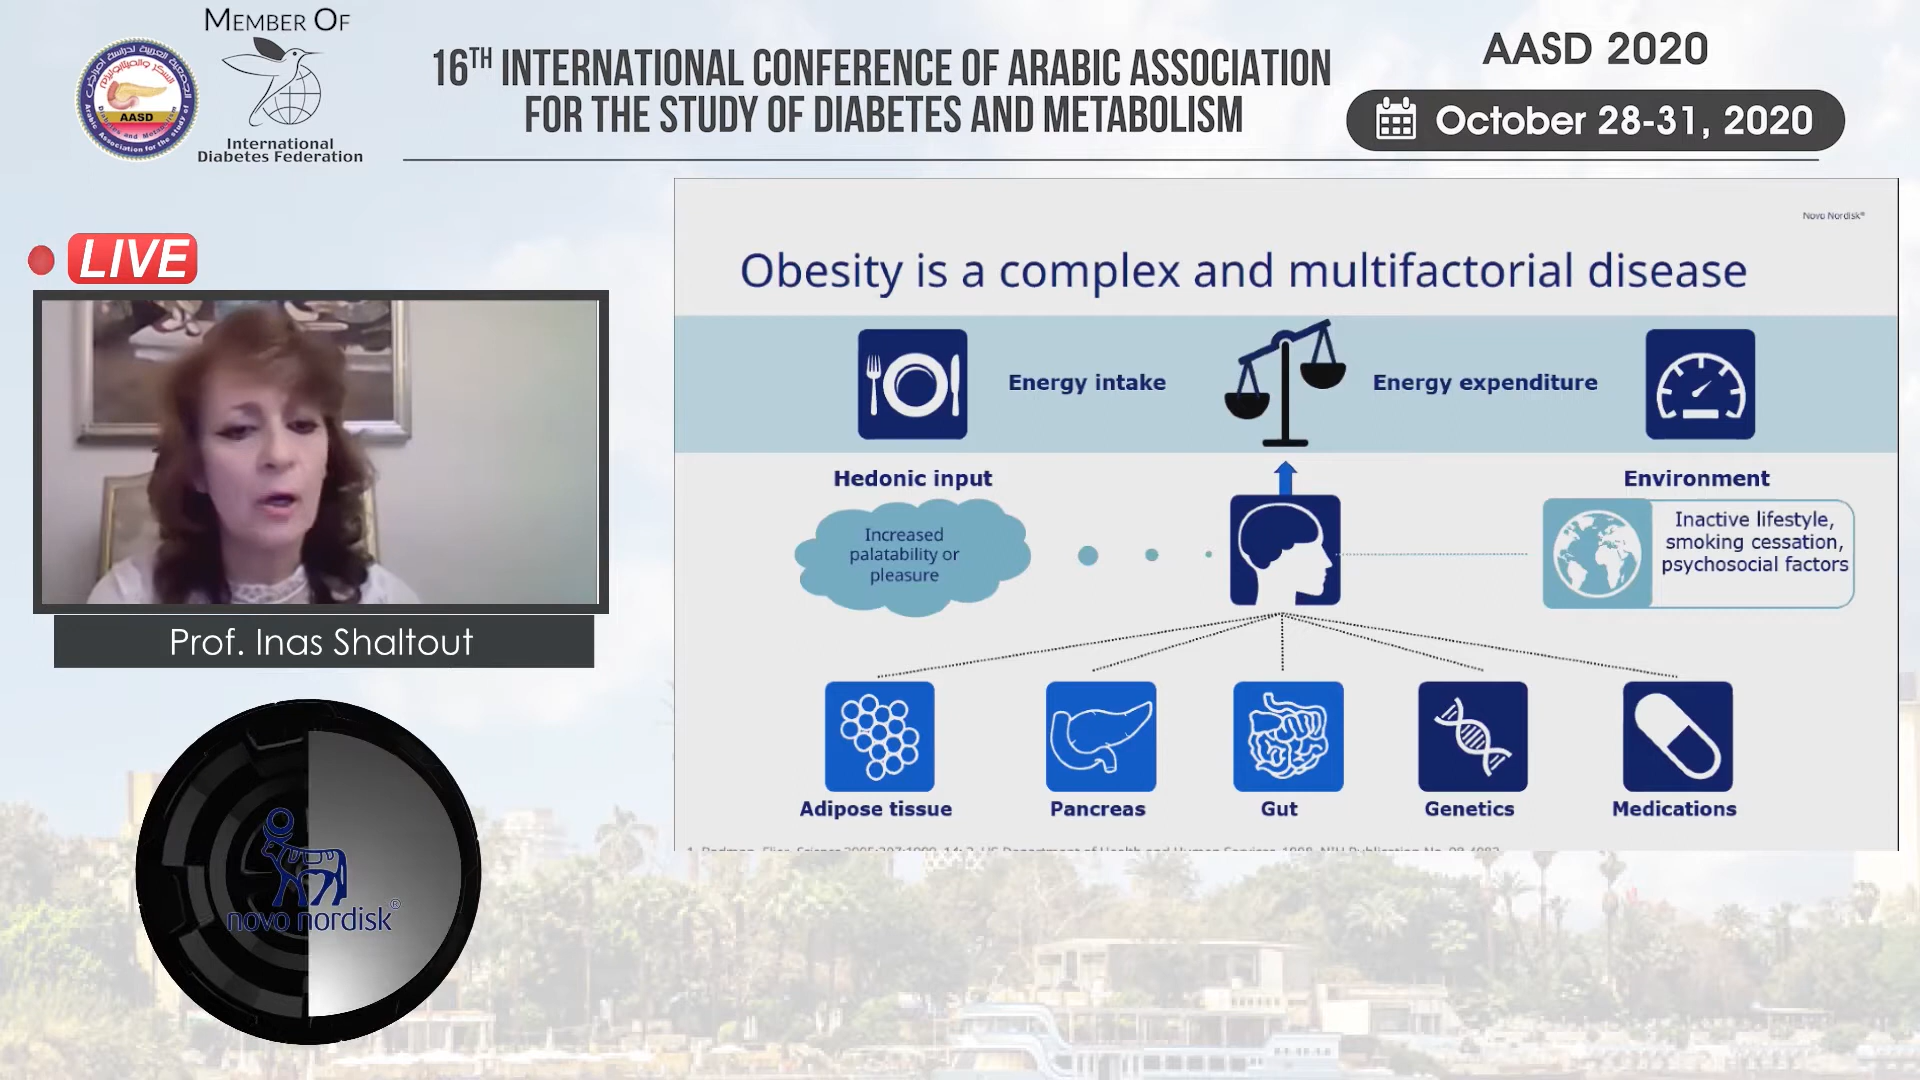 MEMBER OF
International
Diabetes Federation
AASD
16TH INTERNATIONAL CONFERENCE OF ARABIC ASSOCIATION
FOR THE STUDY OF DIABETES AND METABOLISM
AASD 2020
October 28-31, 2020
LIVE
Prof. Inas Shaltout
novo nordisk®
Novo Nordisk®
Obesity is a complex and multifactorial disease
Energy intake
Energy expenditure
Hedonic input
Environment
Increased
palatability or
pleasure
Inactive lifestyle,
smoking cessation,
psychosocial factors
Adipose tissue
Pancreas
Gut
Genetics
Medications